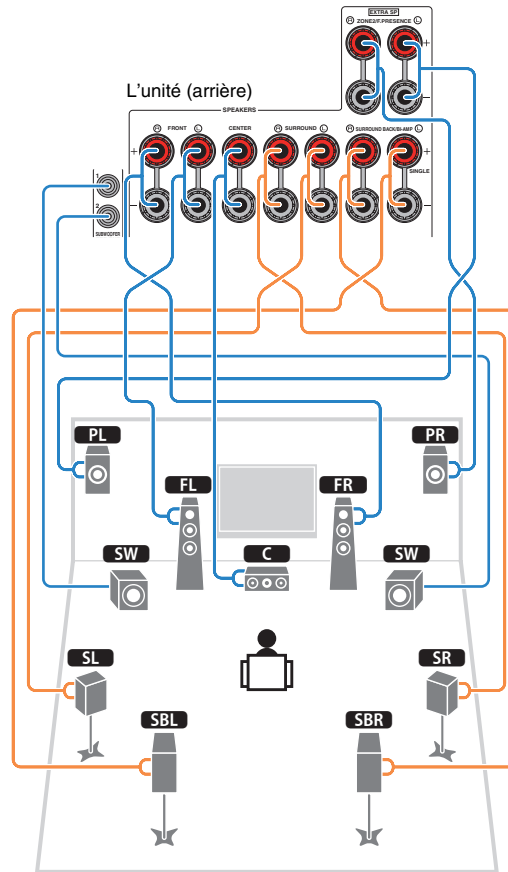 EXTRA SP
R ZONE2/F.PRESENCE L
+
−
L'unité (arrière)
SPEAKERS
R FRONT L
CENTER
R SURROUND L
R SURROUND BACK/BI-AMP L
+
+
SINGLE
−
−
1
2
SUBWOOFER
PL
PR
FL
FR
SW
C
SW
SL
SR
SBL
SBR